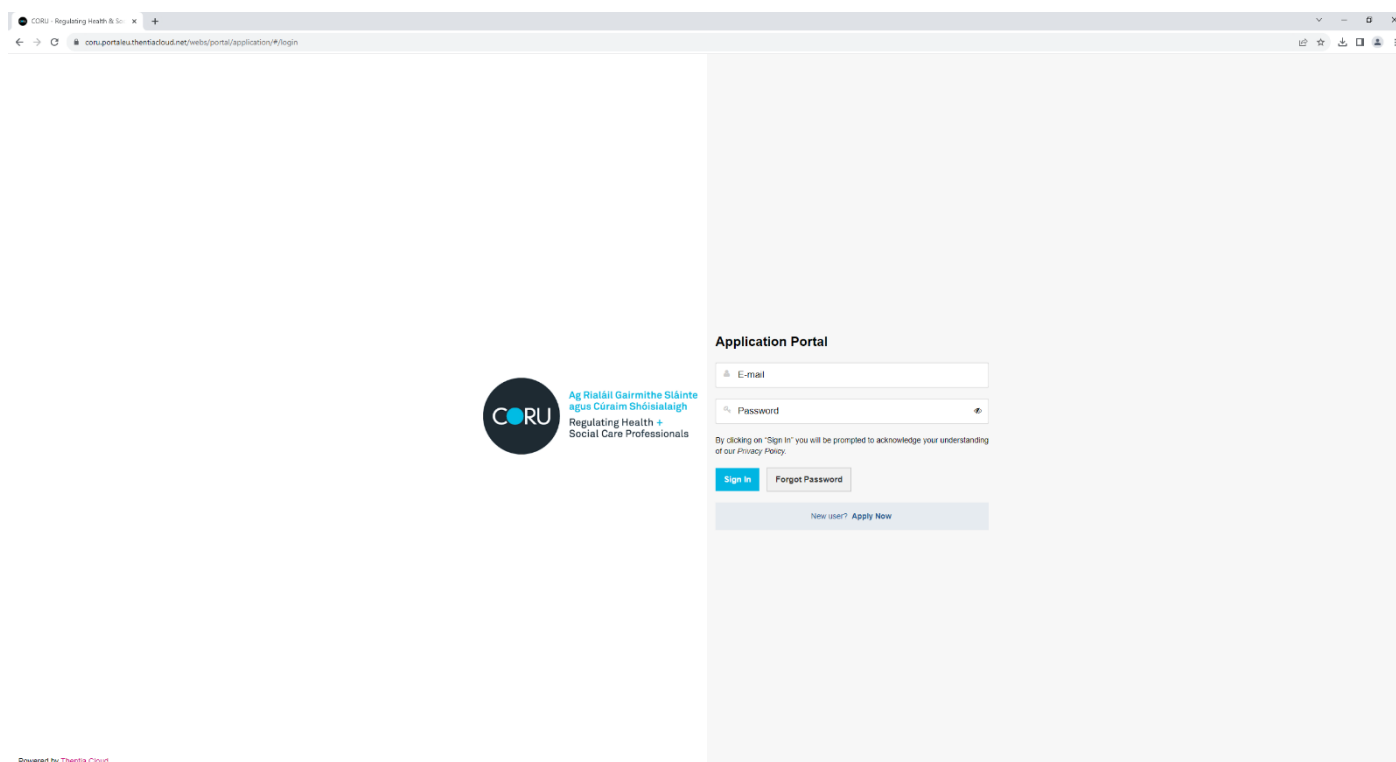 CORU - Regulating Health & So
coru.portaleu.thentiacloud.net/webs/portal/application/#/login
Application Portal
E-mail
Password
By clicking on "Sign In" you will be prompted to acknowledge your understanding
of our Privacy Policy.
Sign In Forgot Password
New user? Apply Now
CORU
Ag Rialáil Gairmithe Sláinte
agus Cúraim Shóisialaigh
Regulating Health +
Social Care Professionals
Powered by Thentia Cloud